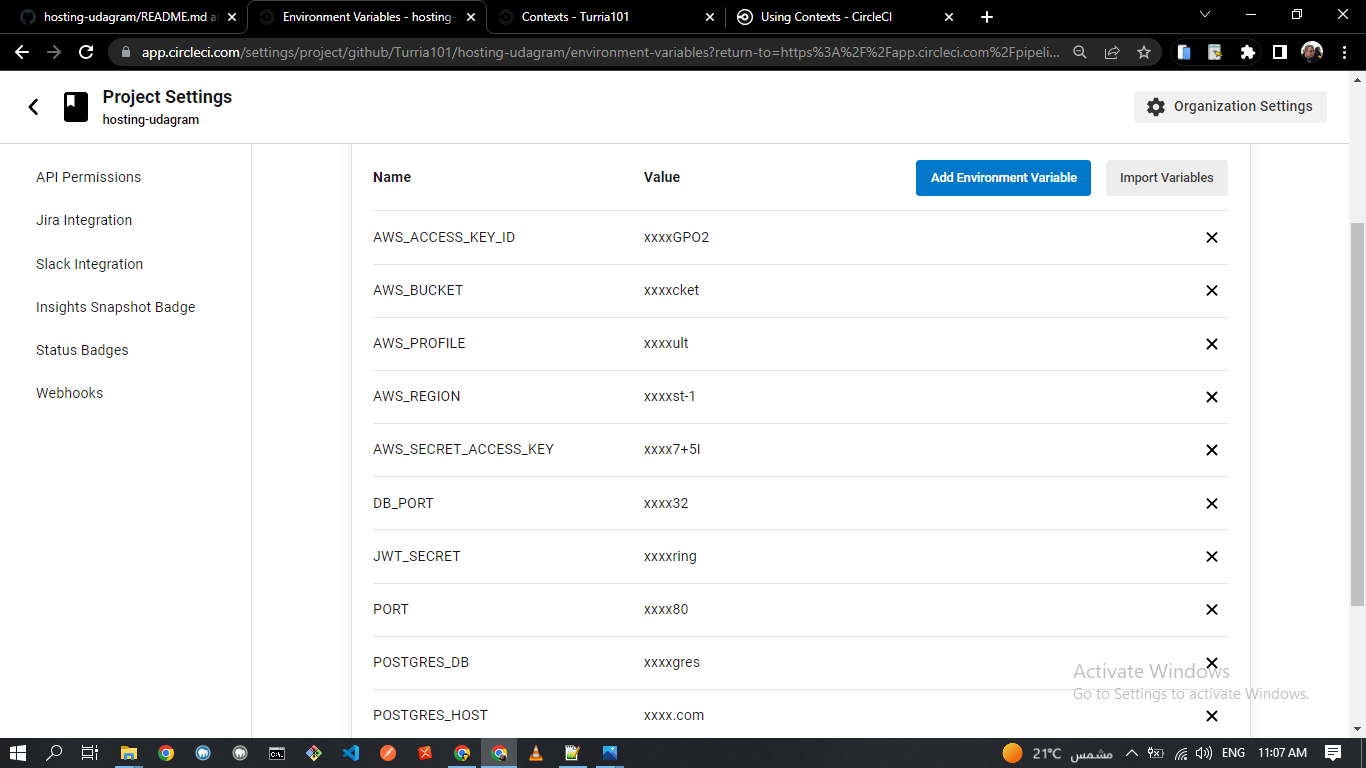 hosting-udagram/README.md at
Environment Variables - hosting-
Contexts - Turria101
Using Contexts - CircleCI
app.circleci.com/settings/project/github/Turria101/hosting-udagram/environment-variables?return-to=https%3A%2F%2Fapp.circleci.com%2Fpipeli...
Project Settings
hosting-udagram
Organization Settings
API Permissions
Jira Integration
Slack Integration
Insights Snapshot Badge
Status Badges
Webhooks
Name Value Add Environment Variable Import Variables
AWS_ACCESS_KEY_ID xxxxGPO2
AWS_BUCKET xxxxcket
AWS_PROFILE xxxxult
AWS_REGION xxxxst-1
AWS_SECRET_ACCESS_KEY xxxx7+5I
DB_PORT xxxx32
JWT_SECRET xxxxring
PORT xxxx80
POSTGRES_DB xxxxgres
POSTGRES_HOST xxxx.com
Activate Windows
Go to Settings to activate Windows.
21°C مشمس ENG 11:07 AM